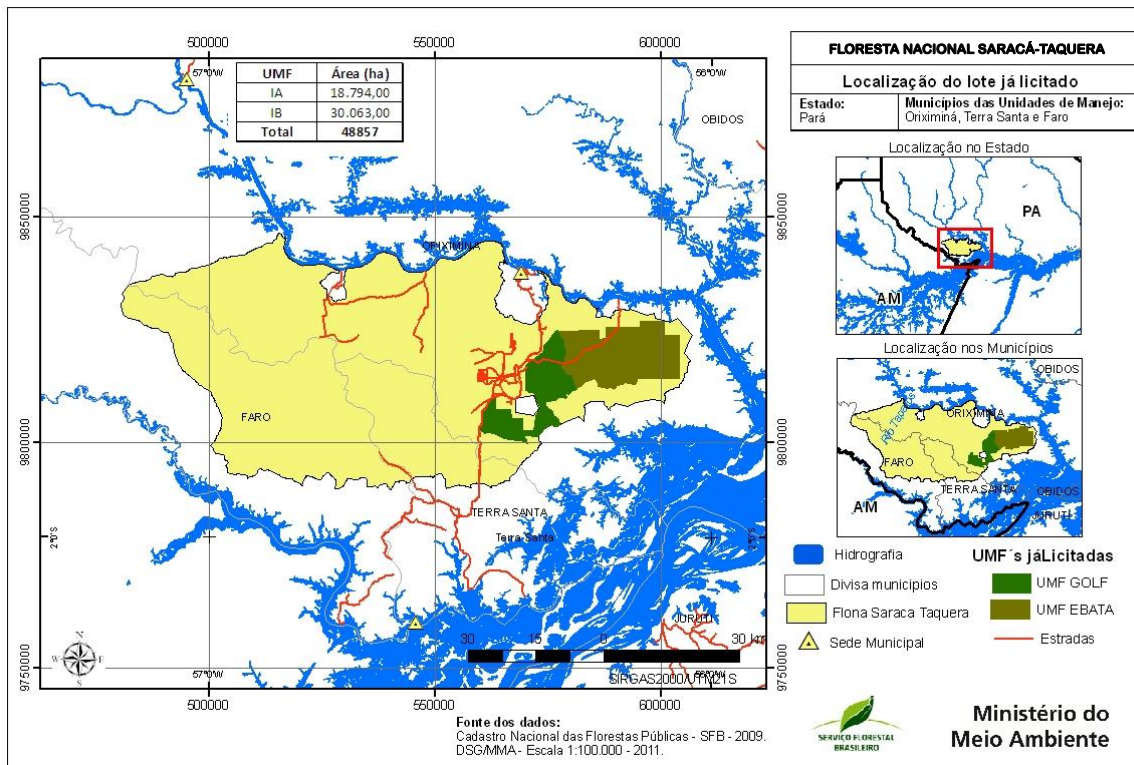 500000
550000
600000
57°0'W
56°0'W
UMF
Área (ha)
IA
18.794,00
IB
30.063,00
Total
48857
OBIDOS
9850000
9850000
ORIXIMINA
FARO
9800000
9800000
TERRA SANTA
Terra-Santa
2°0'S
2°0'S
JURUTI
30
15
0
30 km
N
W
E
S
9750000
9750000
57°0'W
SIRGAS2000/UTM21S
500000
550000
600000
Fonte dos dados:
Cadastro Nacional das Florestas Públicas - SFB - 2009.
DSG/MMA - Escala 1:100.000 - 2011.
FLORESTA NACIONAL SARACÁ-TAQUERA
Localização do lote já licitado
Estado:
Pará
Municípios das Unidades de Manejo:
Oriximiná, Terra Santa e Faro
Localização no Estado
PA
AM
Localização nos Municípios
OBIDOS
ORIXIMINA
FARO
TERRA SANTA
OBIDOS
AM
JURUTI
Hidrografia
Divisa municipios
Flona Saraca Taquera
Sede Municipal
UMF´s jáLicitadas
UMF GOLF
UMF EBATA
Estradas
SERVIÇO FLORESTAL
BRASILEIRO
Ministério do
Meio Ambiente